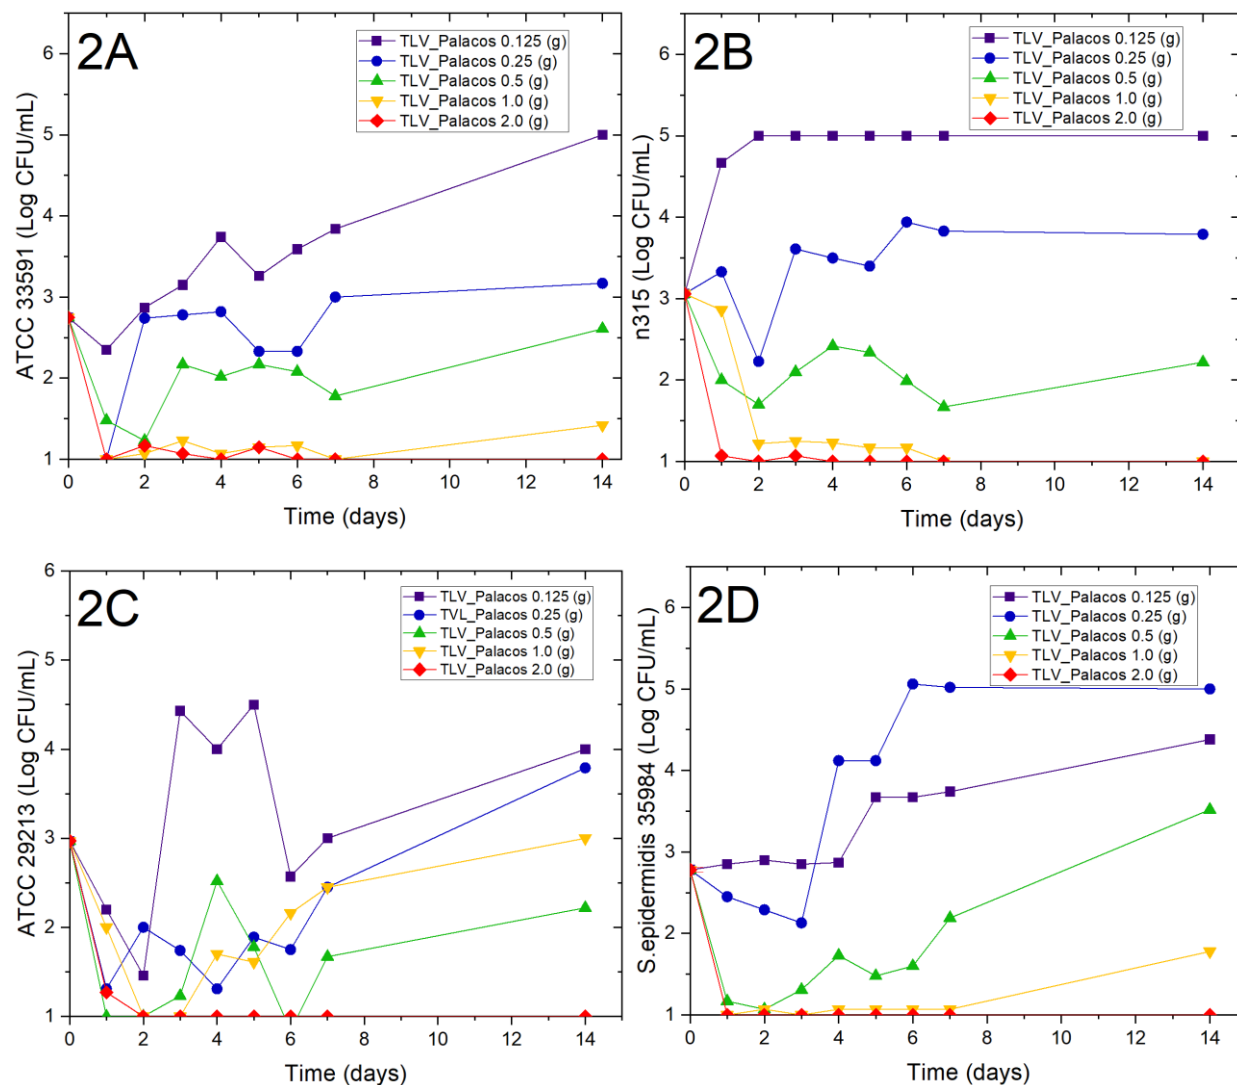 2A
TLV_Palacos 0.125 (g)
TLV_Palacos 0.25 (g)
TLV_Palacos 0.5 (g)
TLV_Palacos 1.0 (g)
TLV_Palacos 2.0 (g)
6
5
4
3
2
1
ATCC 33591 (Log CFU/mL)
0 2 4 6 8 10 12 14
Time (days)
2B
TLV_Palacos 0.125 (g)
TLV_Palacos 0.25 (g)
TLV_Palacos 0.5 (g)
TLV_Palacos 1.0 (g)
TLV_Palacos 2.0 (g)
6
5
4
3
2
1
n315 (Log CFU/mL)
0 2 4 6 8 10 12 14
Time (days)
2C
TLV_Palacos 0.125 (g)
TVL_Palacos 0.25 (g)
TLV_Palacos 0.5 (g)
TLV_Palacos 1.0 (g)
TLV_Palacos 2.0 (g)
6
5
4
3
2
1
ATCC 29213 (Log CFU/mL)
0 2 4 6 8 10 12 14
Time (days)
2D
TLV_Palacos 0.125 (g)
TLV_Palacos 0.25 (g)
TLV_Palacos 0.5 (g)
TLV_Palacos 1.0 (g)
TLV_Palacos 2.0 (g)
6
5
4
3
2
1
S.epidermidis 35984 (Log CFU/mL)
0 2 4 6 8 10 12 14
Time (days)